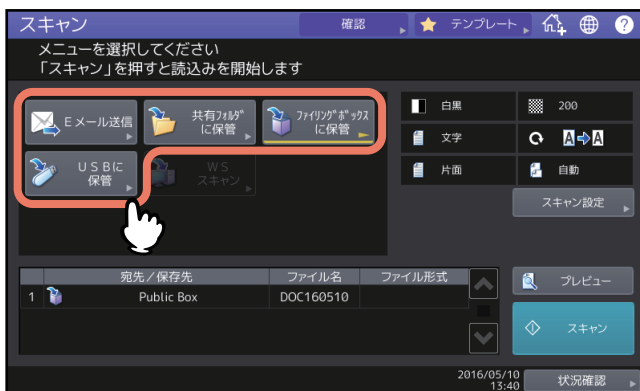 スキャン
確認
テンプレート
?
メニューを選択してください
「スキャン」を押すと読込みを開始します
Eメール送信
共有フォルダ
に保管
ファイリングボックス
に保管
USBに
保管
WS
スキャン
白黒
200
文字
A A
片面
自動
スキャン設定
宛先/保存先
ファイル名
ファイル形式
1
Public Box
DOC160510
プレビュー
スキャン
2016/05/10
13:40
状況確認